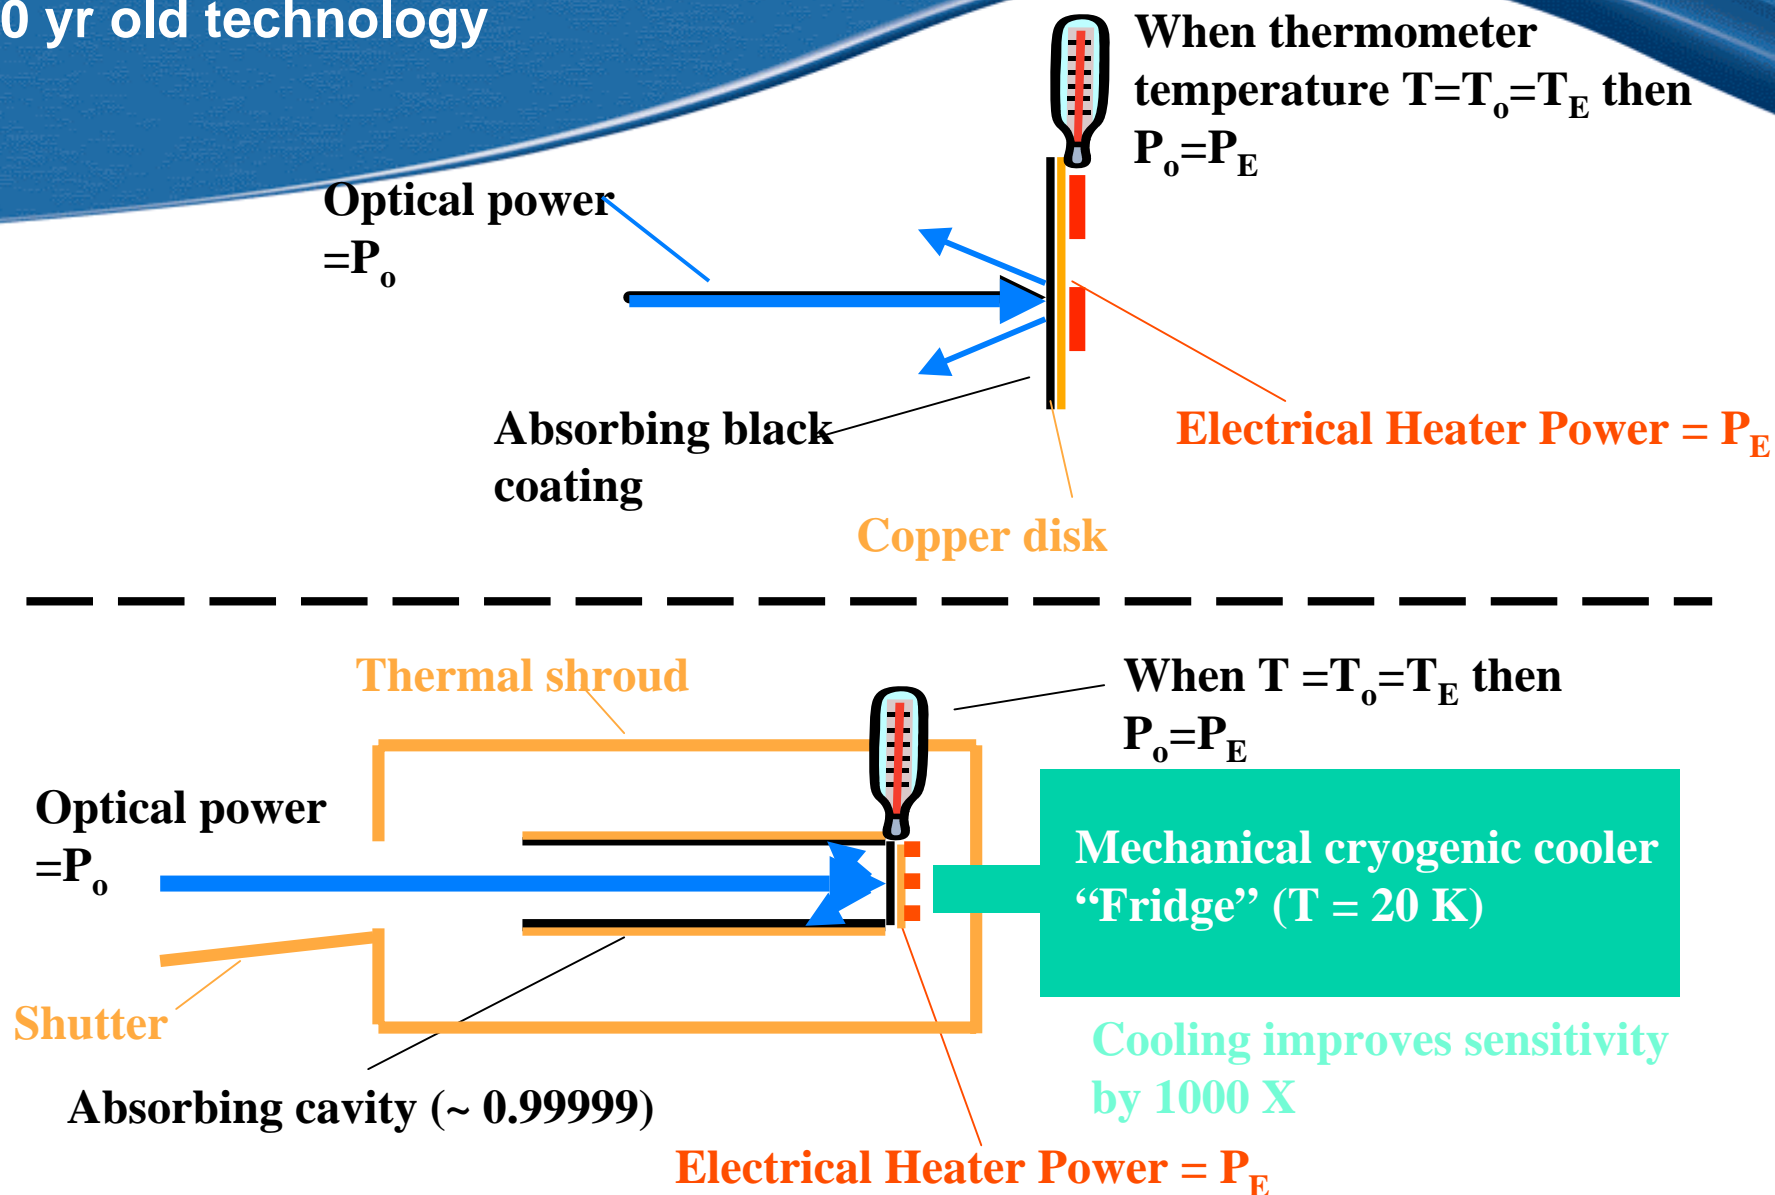 0 yr old technology
When thermometer
temperature T=To=TE then
Po=PE
Optical power
=Po
Absorbing black
coating
Electrical Heater Power = PE
Copper disk
Thermal shroud
When T =To=TE then
Po=PE
Optical power
=Po
Mechanical cryogenic cooler
“Fridge” (T = 20 K)
Shutter
Cooling improves sensitivity
by 1000 X
Absorbing cavity (~ 0.99999)
Electrical Heater Power = PE